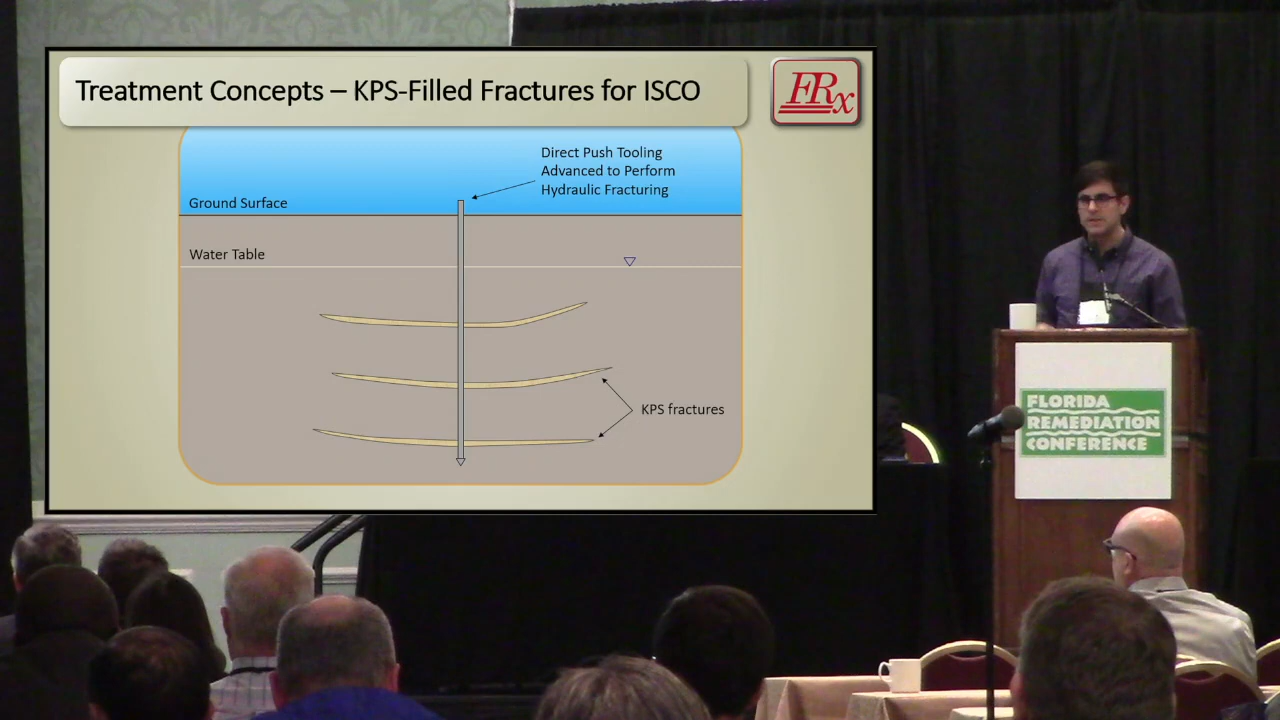 Treatment Concepts – KPS-Filled Fractures for ISCO
FRx
Direct Push Tooling
Advanced to Perform
Hydraulic Fracturing
Ground Surface
Water Table
KPS fractures
FLORIDA
REMEDIATION
CONFERENCE